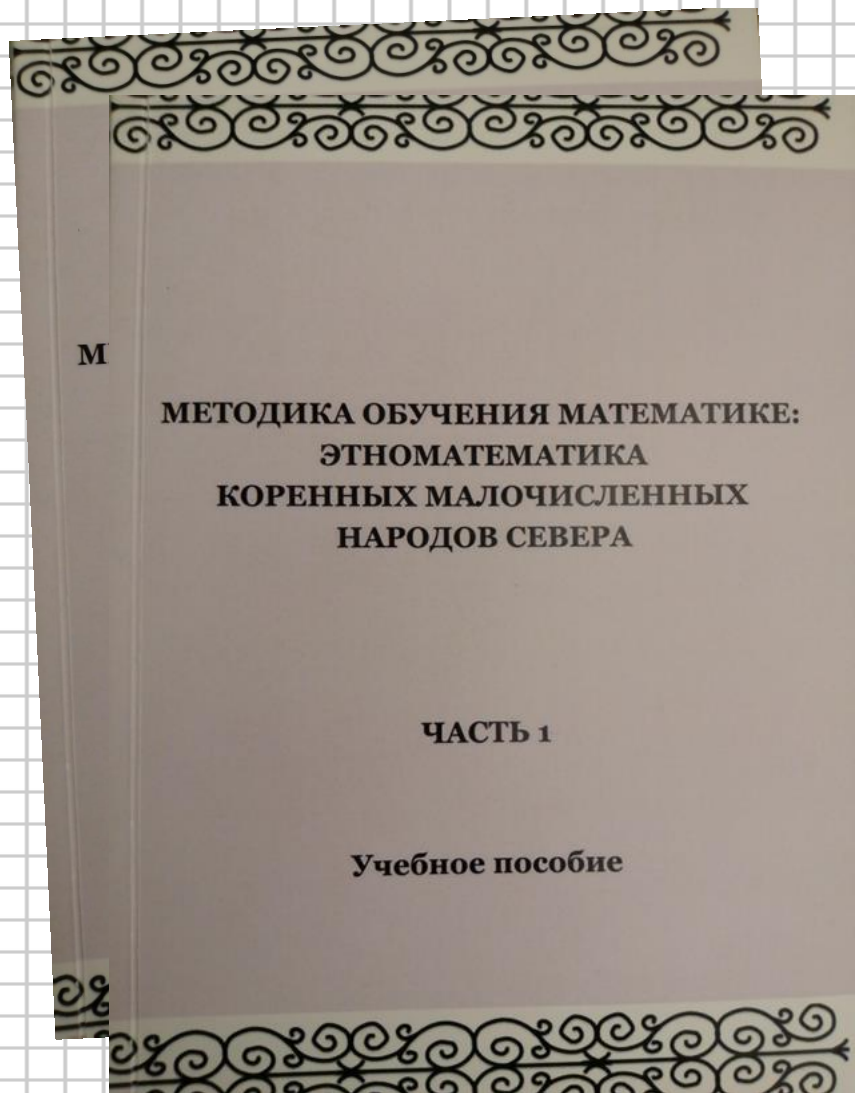 М
МЕТОДИКА ОБУЧЕНИЯ МАТЕМАТИКЕ:
ЭТНОМАТЕМАТИКА
КОРЕННЫХ МАЛОЧИСЛЕННЫХ
НАРОДОВ СЕВЕРА
ЧАСТЬ 1
Учебное пособие